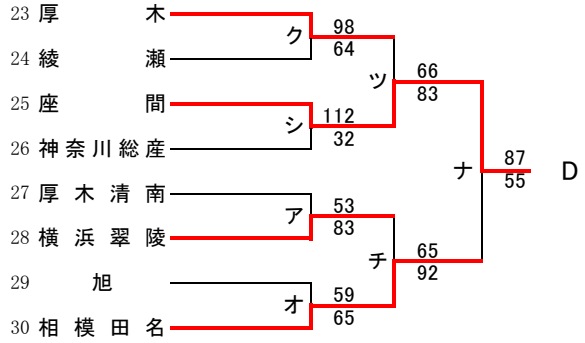 23 厚木
ク 98
64
24 綾瀬
ツ 66
83
25 座間
シ 112
32
26 神奈川総産
ナ 87
55
D
27 厚木清南
ア 53
83
28 横浜翠陵
チ 65
92
29 旭
オ 59
65
30 相模田名